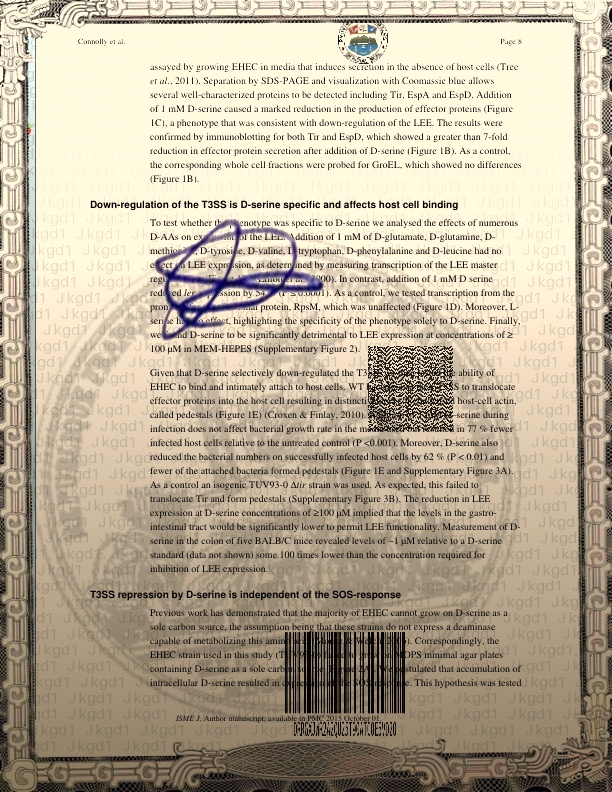 Connolly et al.
Page 8
assayed by growing EHEC in media that induces secretion in the absence of host cells (Tree
et al., 2011). Separation by SDS-PAGE and visualization with Coomassie blue allows
several well-characterized proteins to be detected including Tir, EspA and EspD. Addition
of 1 mM D-serine caused a marked reduction in the production of effector proteins (Figure
1C), a phenotype that was consistent with down-regulation of the LEE. The results were
confirmed by immunoblotting for both Tir and EspD, which showed a greater than 7-fold
reduction in effector protein secretion after addition of D-serine (Figure 1B). As a control,
the corresponding whole cell fractions were probed for GroEL, which showed no differences
(Figure 1B).
Down-regulation of the T3SS is D-serine specific and affects host cell binding
To test whether the phenotype was specific to D-serine we analysed the effects of numerous
D-AAs on of the LEE. Addition of 1 mM of D-glutamate, D-glutamine, D-
D-tyrosine, D-valine, D-tryptophan, D-phenylalanine and D-leucine had no
effect on LEE expression, as determined by measuring transcription of the LEE master
2000). In contrast, addition of 1 mM D serine
reduced ler expression by (P ≤ 0.0001). As a control, we tested transcription from the
protein, RpsM, which was unaffected (Figure 1D). Moreover, L-
serine had no effect, highlighting the specificity of the phenotype solely to D-serine. Finally,
we D-serine to be significantly detrimental to LEE expression at concentrations of ≥
100 μM in MEM-HEPES (Supplementary Figure 2).
Given that D-serine selectively down-regulated the ability of
EHEC to bind and intimately attach to host cells. WT to translocate
effector proteins into the host cell resulting in distinct host-cell actin,
called pedestals (Figure 1E) (Croxen & Finlay, 2010). during
infection does not affect bacterial growth rate in the in 77 % fewer
infected host cells relative to the untreated control (P <0.001). Moreover, D-serine also
reduced the bacterial numbers on successfully infected host cells by 62 % (P < 0.01) and
fewer of the attached bacteria formed pedestals (Figure 1E and Supplementary Figure 3A).
As a control an isogenic TUV93-0 Δtir strain was used. As expected, this failed to
translocate Tir and form pedestals (Supplementary Figure 3B). The reduction in LEE
expression at D-serine concentrations of ≥100 μM implied that the levels in the gastro-
intestinal tract would be significantly lower to permit LEE functionality. Measurement of D-
serine in the colon of five BALB/C mice revealed levels of ~1 μM relative to a D-serine
standard (data not shown) some 100 times lower than the concentration required for
inhibition of LEE expression.
T3SS repression by D-serine is independent of the SOS-response
Previous work has demonstrated that the majority of EHEC cannot grow on D-serine as a
sole carbon source, the assumption being that these strains do not express a deaminase
capable of metabolizing this amino Correspondingly, the
EHEC strain used in this study MOPS minimal agar plates
containing D-serine as a sole carbon We postulated that accumulation of
intracellular D-serine resulted in of the SOS-response. This hypothesis was tested
ISME J. Author manuscript; available in PMC 2015 October 01.